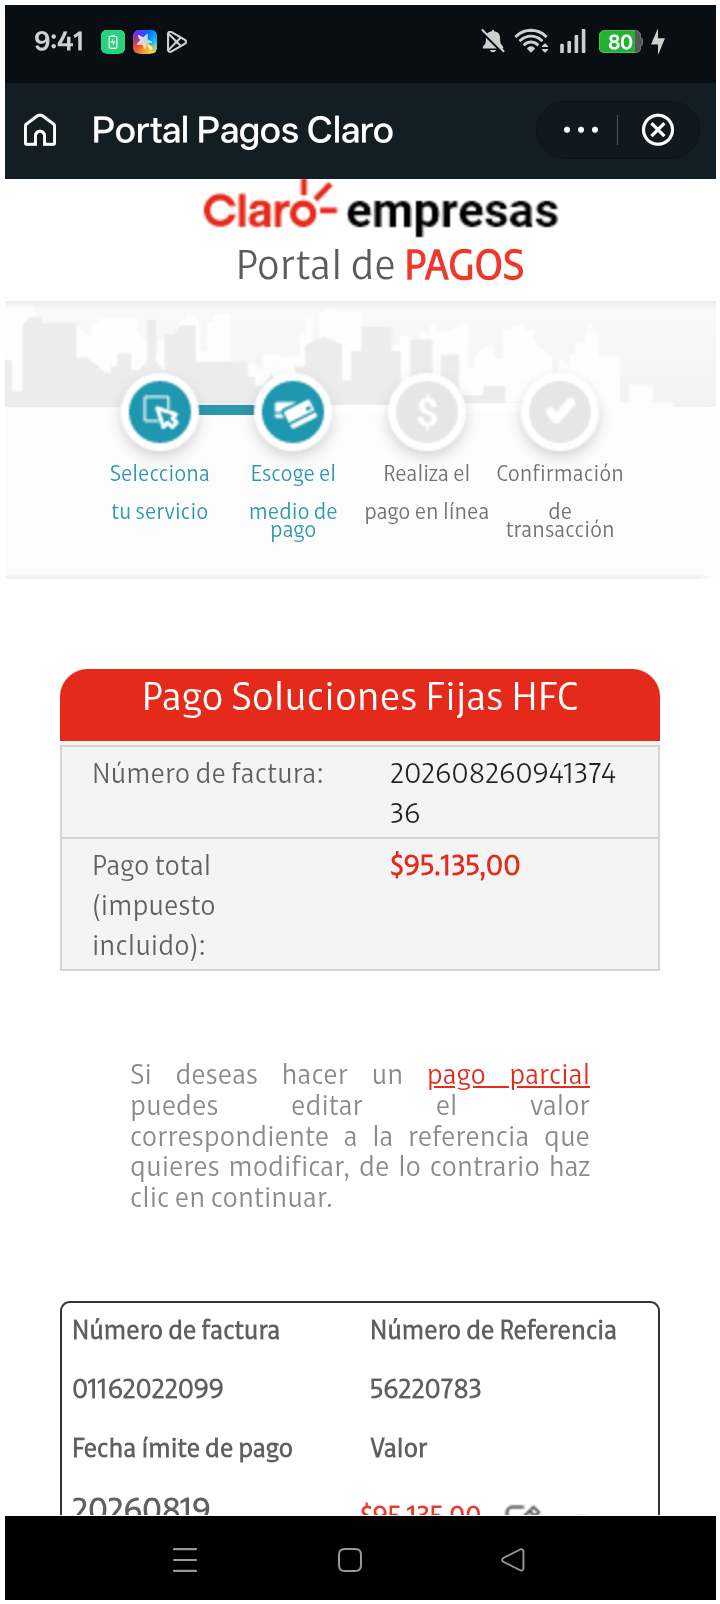 9:41
80
Portal Pagos Claro
Claro empresas
Portal de PAGOS
Selecciona
tu servicio
Escoge el
medio de
pago
Realiza el
pago en línea
Confirmación
de
transacción
Pago Soluciones Fijas HFC
Número de factura:
202608260941374
36
Pago total
(impuesto
incluido):
$95.135,00
Si deseas hacer un pago parcial
puedes editar el valor
correspondiente a la referencia que
quieres modificar, de lo contrario haz
clic en continuar.
Número de factura
Número de Referencia
01162022099
56220783
Fecha ímite de pago
Valor
20260819
$95.135,00